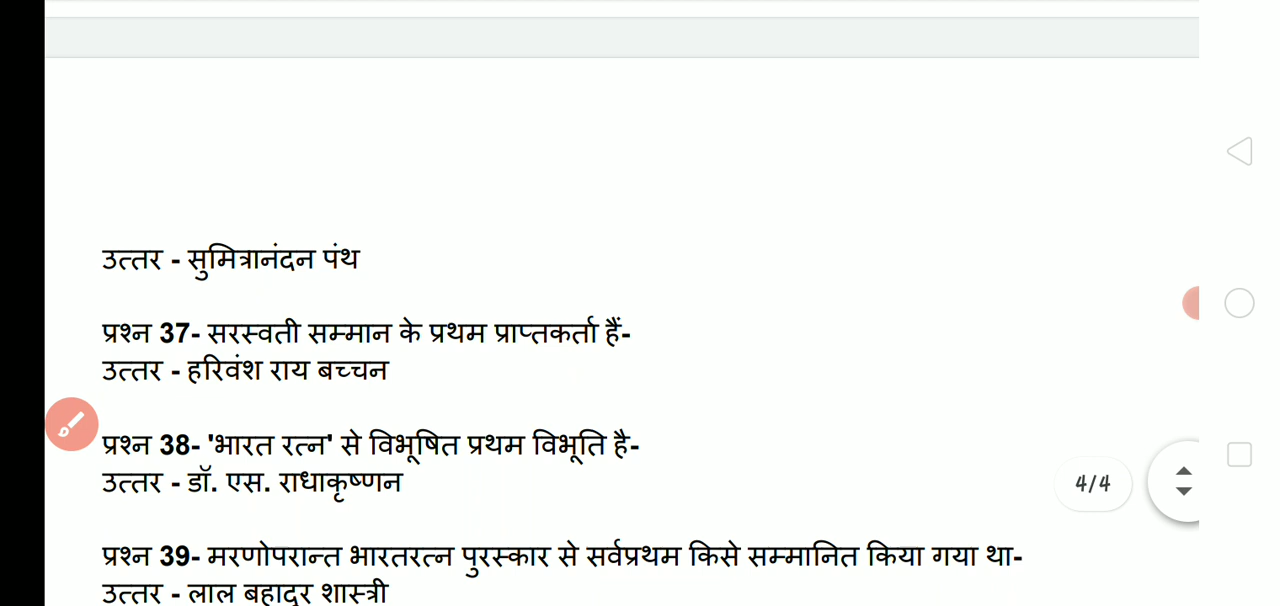 उत्तर - सुमित्रानंदन पंथ
प्रश्न 37- सरस्वती सम्मान के प्रथम प्राप्तकर्ता हैं-
उत्तर - हरिवंश राय बच्चन
प्रश्न 38- 'भारत रत्न' से विभूषित प्रथम विभूति है-
उत्तर - डॉ. एस. राधाकृष्णन
4/4
प्रश्न 39- मरणोपरान्त भारतरत्न पुरस्कार से सर्वप्रथम किसे सम्मानित किया गया था-
उत्तर - लाल बहादुर शास्त्री